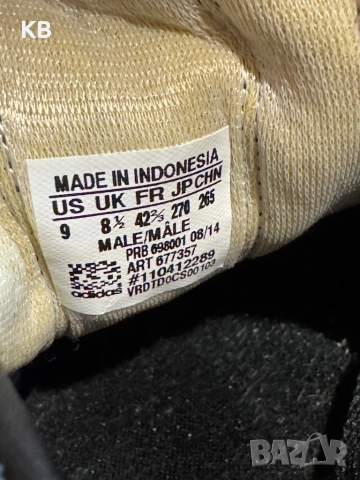 KB
MADE IN INDONESIA
US UK FR JP CHN
9 8½ 42⅔ 270 265
MALE/MÂLE
PRB 698001 08/14
ART 677357
#110412289
VRDTD0CS00103
adidas
BAZAR